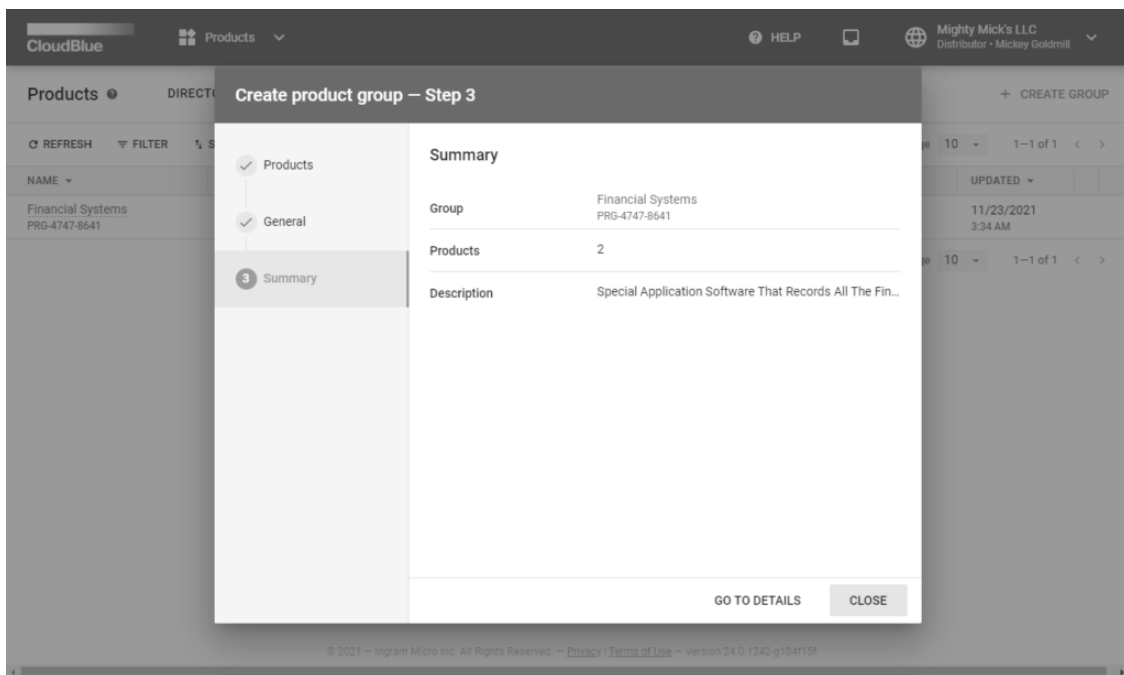 CloudBlue
Products
HELP
Mighty Mick's LLC
Distributor • Mickey Goldmill
Products
DIRECT
+ CREATE GROUP
REFRESH
FILTER
S
10
1–1 of 1
NAME
UPDATED
Financial Systems
PRG-4747-8641
11/23/2021
3:34 AM
10
1–1 of 1
Create product group — Step 3
Products
General
3 Summary
Summary
Group
Financial Systems
PRG-4747-8641
Products
2
Description
Special Application Software That Records All The Fin...
GO TO DETAILS
CLOSE
© 2021 — Ingram Micro Inc. All Rights Reserved. — Privacy | Terms of Use — Version 24.0.1242-g104f15f